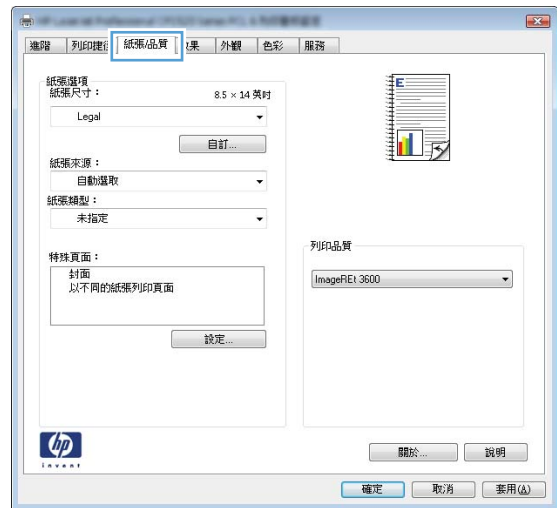 進階
列印捷徑
紙張/品質
效果
外觀
色彩
服務
紙張選項
紙張尺寸：
8.5 × 14 英吋
Legal
自訂...
紙張來源：
自動選取
紙張類型：
未指定
特殊頁面：
封面
以不同的紙張列印頁面
設定...
E
列印品質
ImageREt 3600
hp
invent
關於...
說明
確定
取消
套用(A)